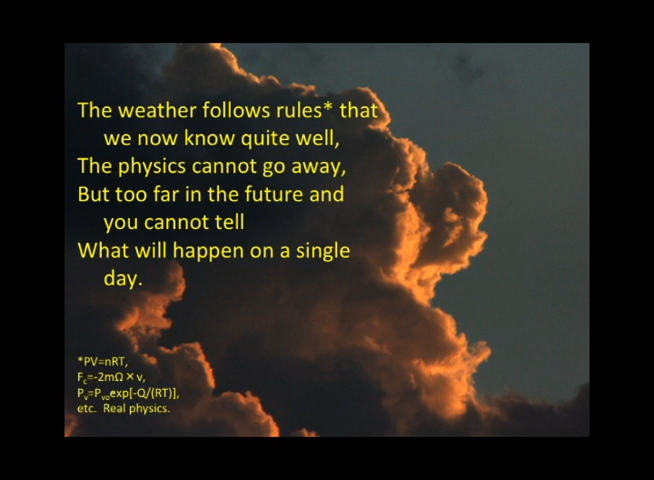 The weather follows rules* that
we now know quite well,
The physics cannot go away,
But too far in the future and
you cannot tell
What will happen on a single
day.
*PV=nRT,
Fc=-2mΩ×v,
Pv=Pvoexp[-Q/(RT)],
etc. Real physics.